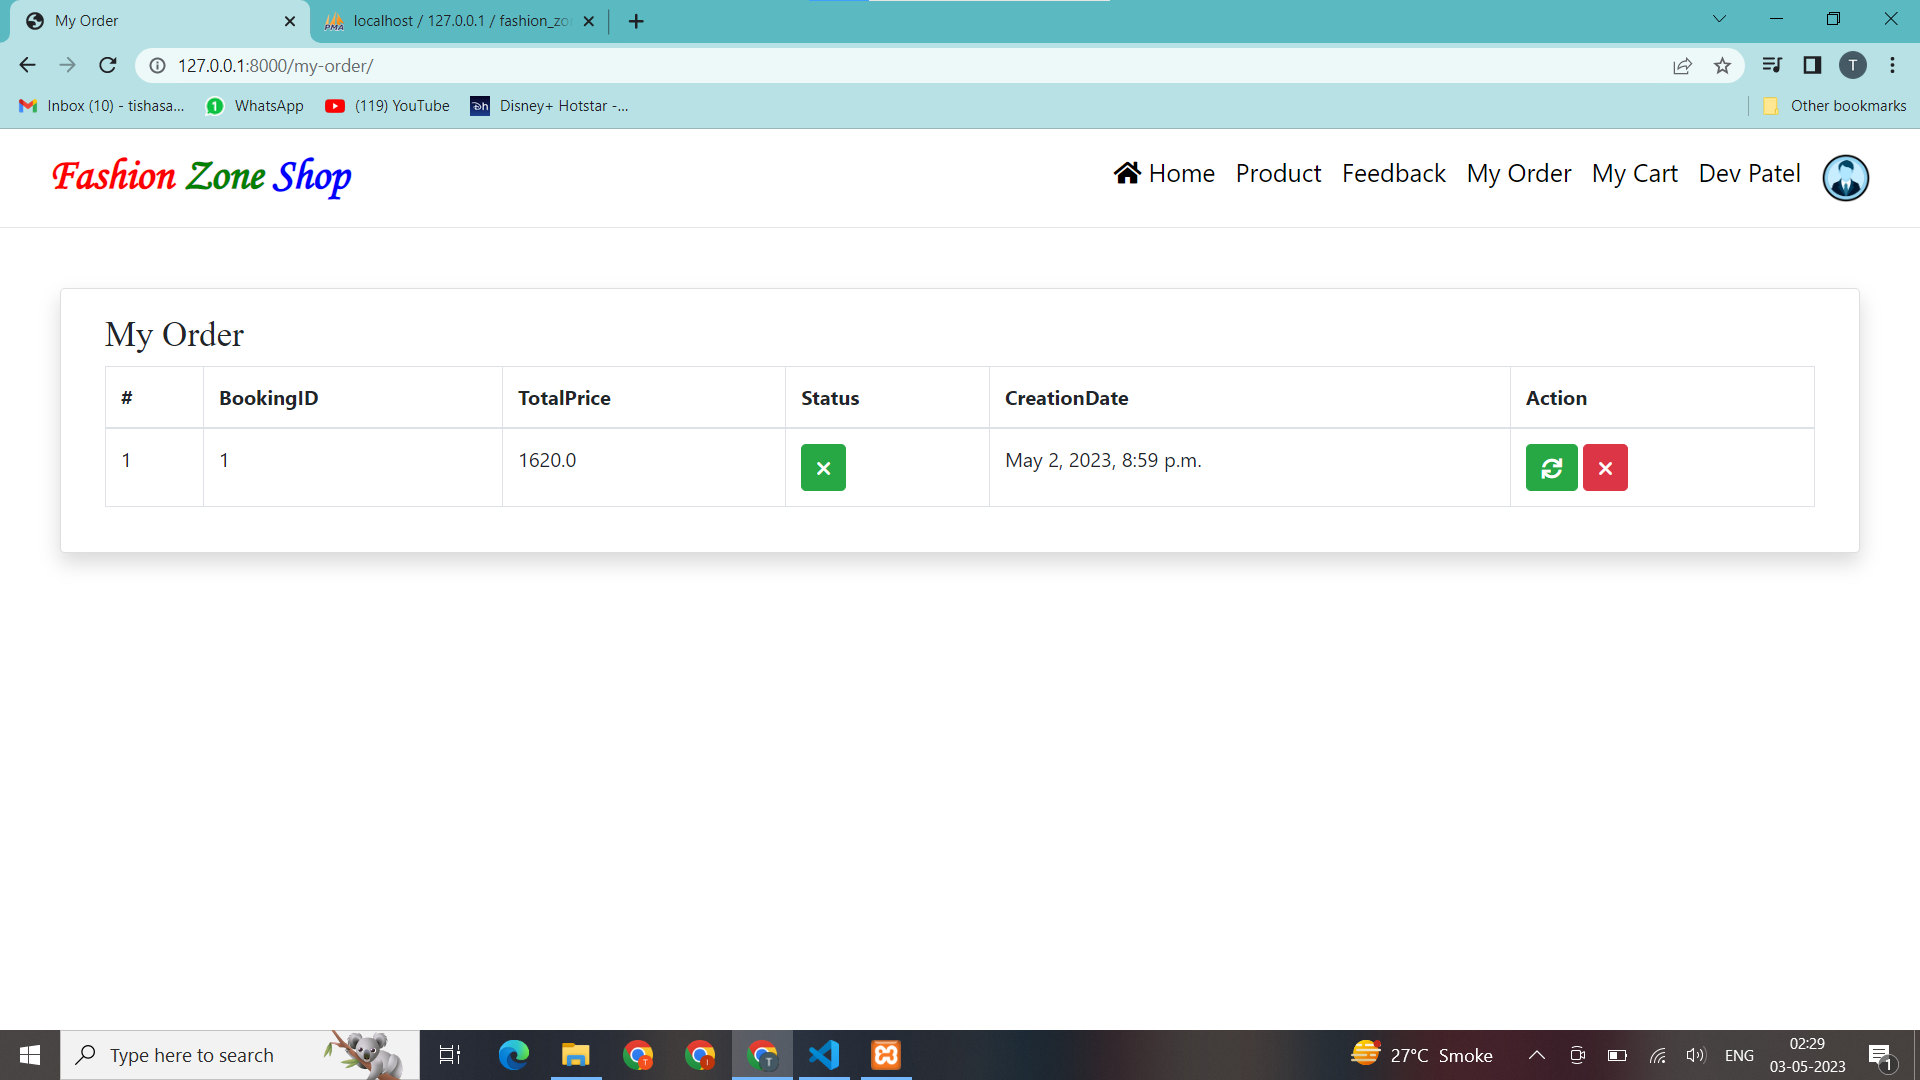 My Order
localhost / 127.0.0.1 / fashion_zo
127.0.0.1:8000/my-order/
T
Inbox (10) - tishasa...
1
WhatsApp
(119) YouTube
Disney+ Hotstar -...
Other bookmarks
Fashion Zone Shop
Home Product Feedback My Order My Cart Dev Patel
My Order
# BookingID TotalPrice Status CreationDate Action
1 1 1620.0 May 2, 2023, 8:59 p.m.
Type here to search
27°C Smoke
ENG
02:29
03-05-2023
1